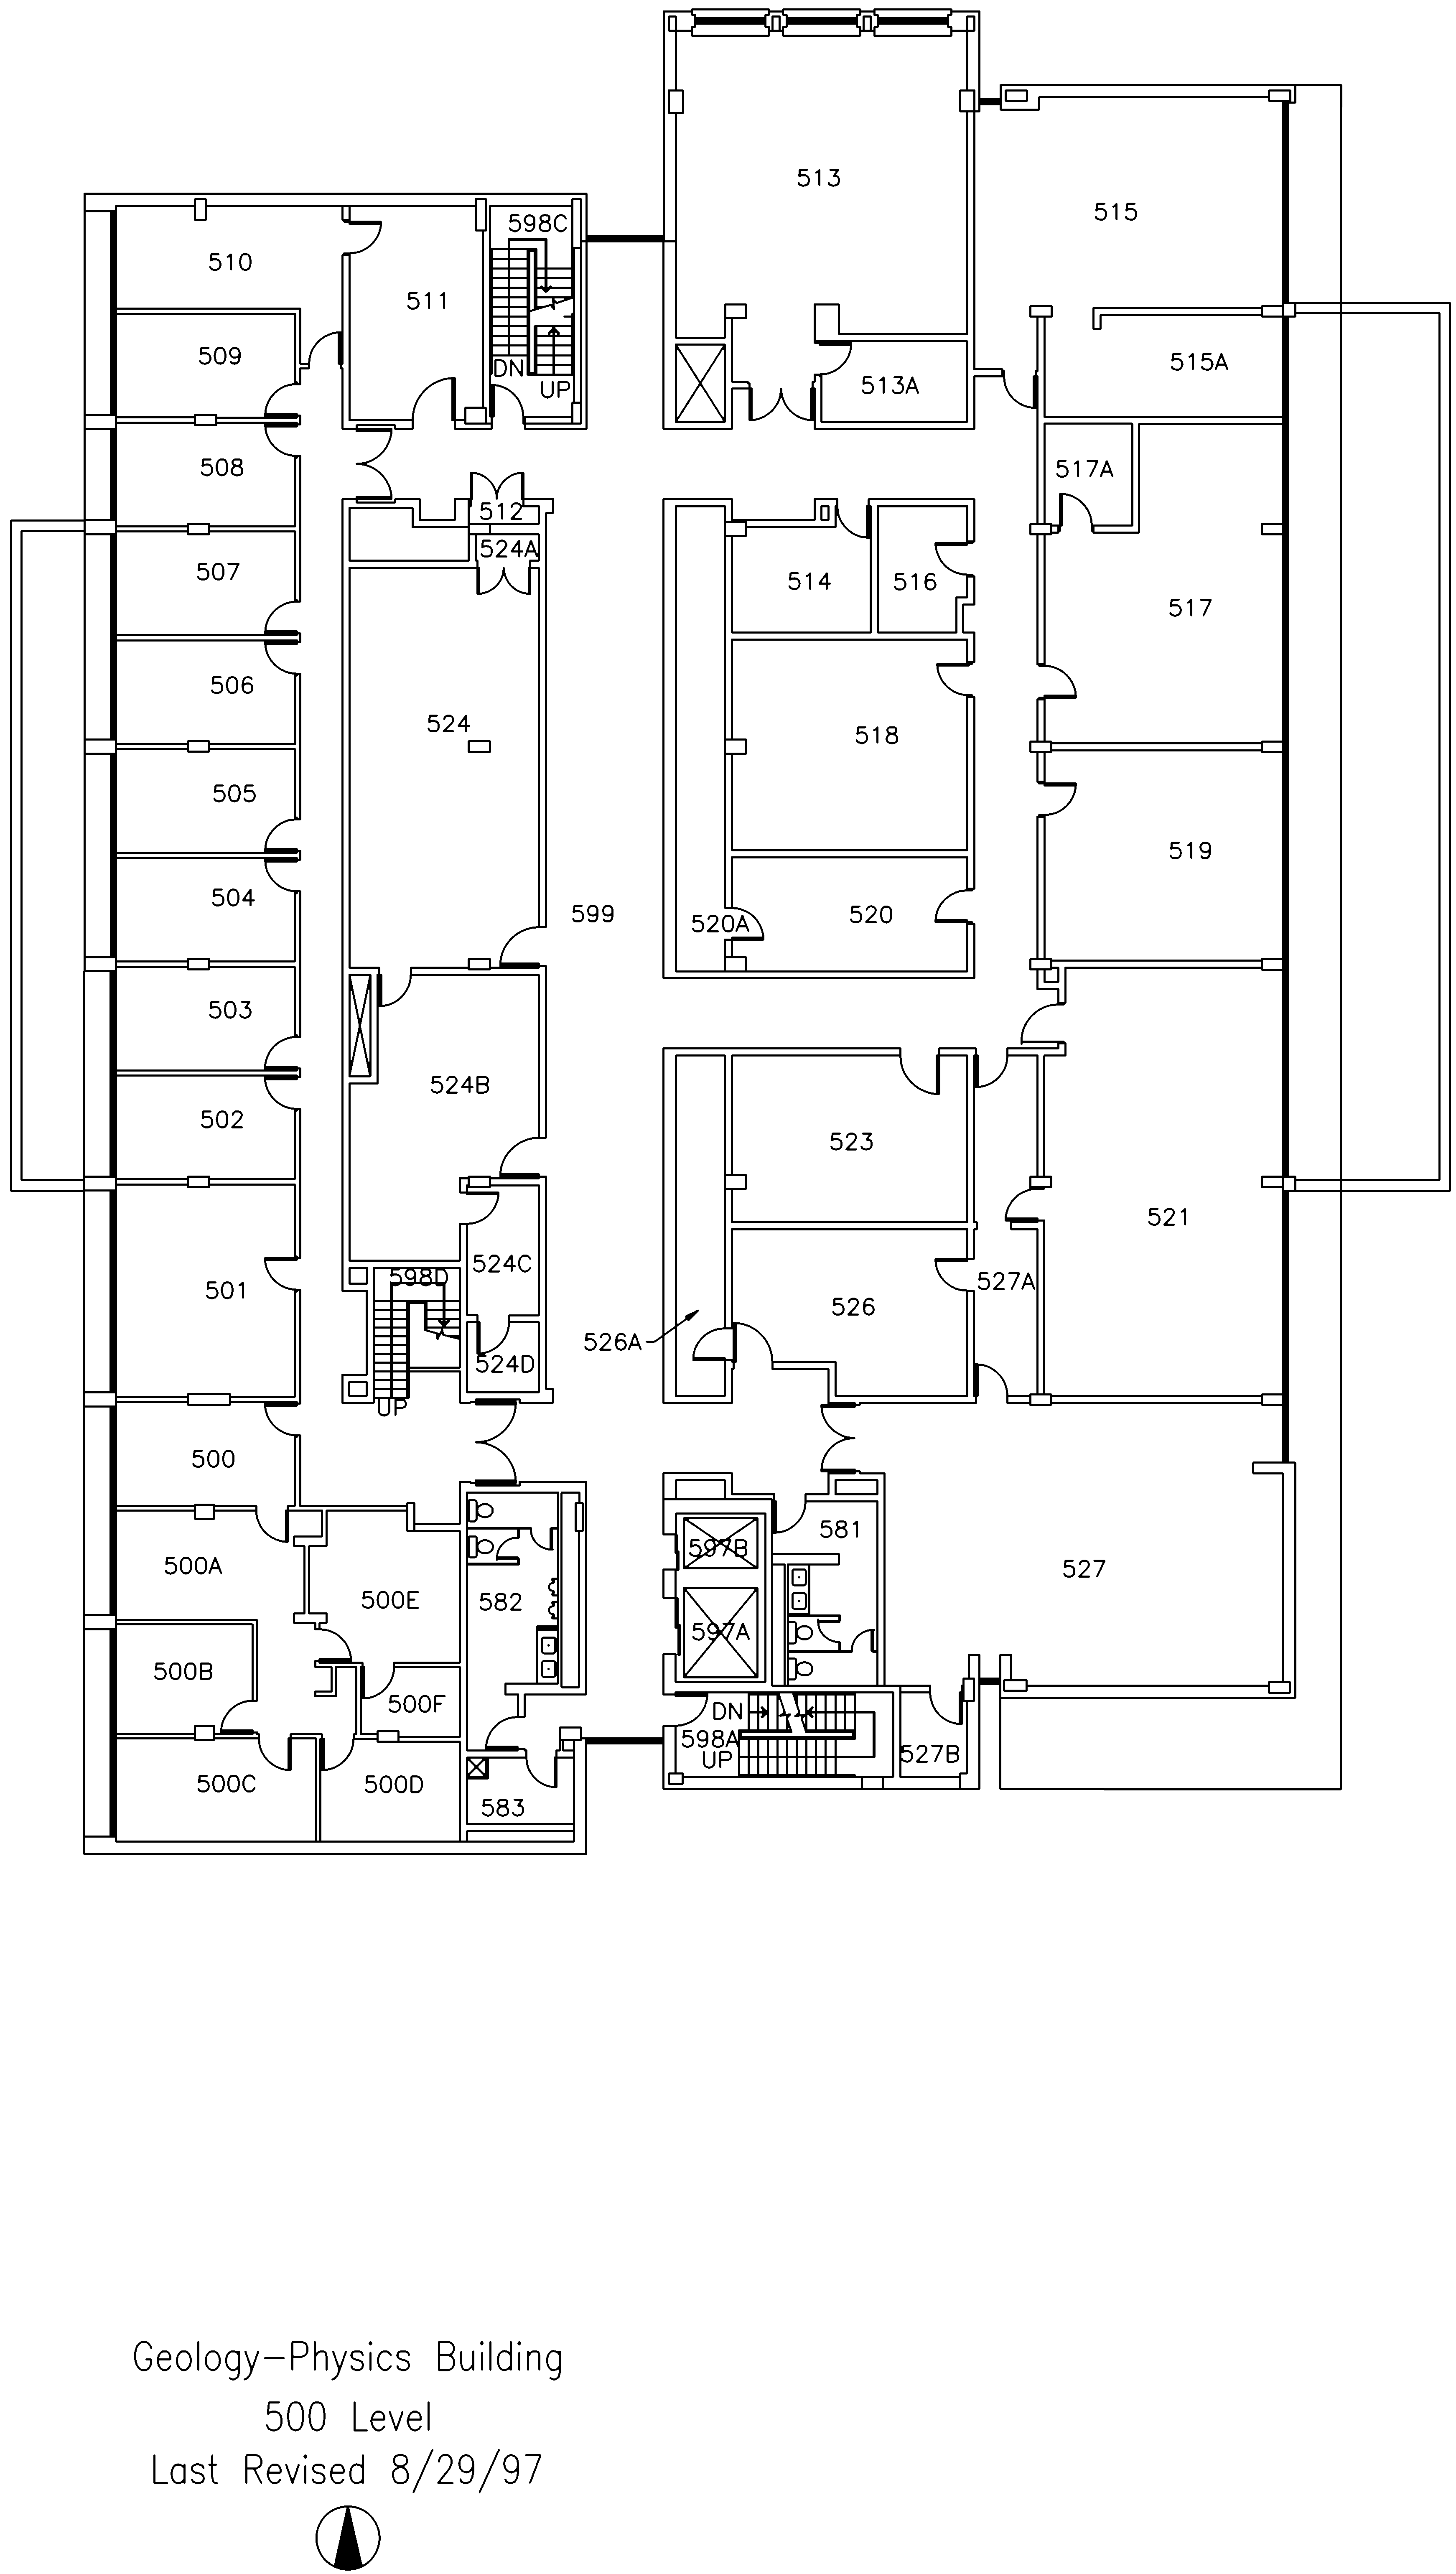 513
515
598C
510
511
509
DN
UP
513A
515A
508
517A
512
524A
507
514
516
517
506
524
518
505
519
504
599
520A
520
503
524B
502
523
521
501
598D
524C
527A
526
526A
524D
UP
500
597B
581
500A
500E
582
597A
527
500B
500F
DN
598A
UP
527B
500C
500D
583
Geology-Physics Building
500 Level
Last Revised 8/29/97